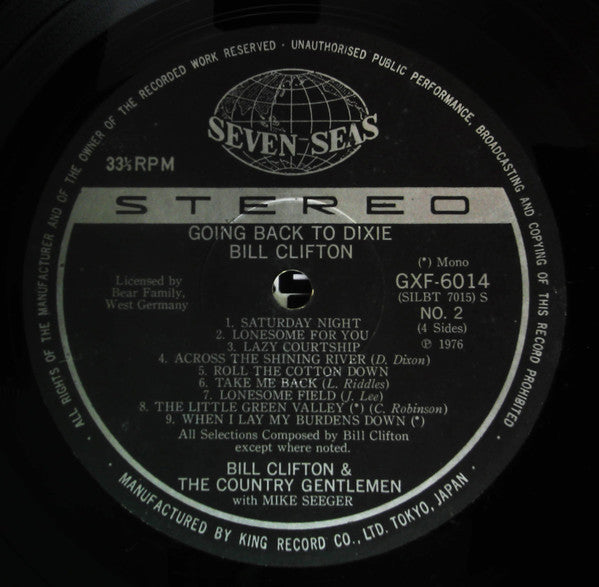 ALL RIGHTS OF THE MANUFACTURER AND OF THE OWNER OF THE RECORDED WORK RESERVED · UNAUTHORISED PUBLIC PERFORMANCE, BROADCASTING AND COPYING OF THIS RECORD PROHIBITED ·
SEVEN SEAS
33⅓ RPM
STEREO
GOING BACK TO DIXIE
BILL CLIFTON
(*) Mono
Licensed by
Bear Family,
West Germany
GXF-6014
(SILBT 7015) S
NO. 2
(4 Sides)
℗ 1976
1. SATURDAY NIGHT
2. LONESOME FOR YOU
3. LAZY COURTSHIP
4. ACROSS THE SHINING RIVER (D. Dixon)
5. ROLL THE COTTON DOWN
6. TAKE ME BACK (L. Riddles)
7. LONESOME FIELD (J. Lee)
8. THE LITTLE GREEN VALLEY (*) (C. Robinson)
9. WHEN I LAY MY BURDENS DOWN (*)
All Selections Composed by Bill Clifton
except where noted.
BILL CLIFTON &
THE COUNTRY GENTLEMEN
with MIKE SEEGER
MANUFACTURED BY KING RECORD CO., LTD. TOKYO, JAPAN ·